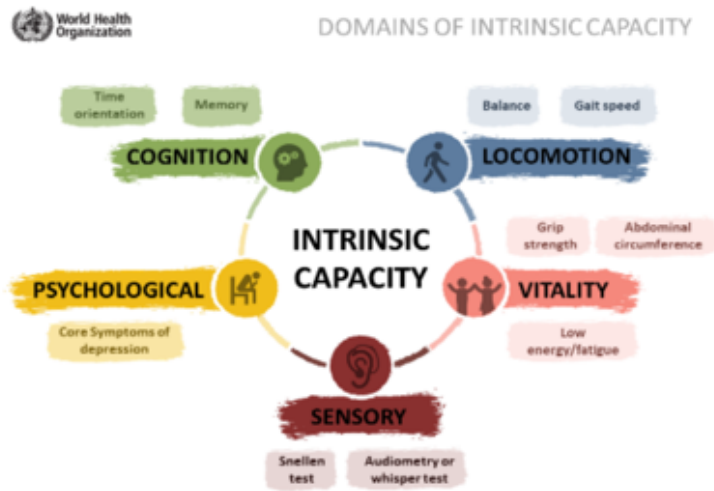 World Health
Organization
DOMAINS OF INTRINSIC CAPACITY
Time
orientation
Memory
COGNITION
Balance
Gait speed
LOCOMOTION
INTRINSIC
CAPACITY
Grip
strength
Abdominal
circumference
VITALITY
Low
energy/fatigue
PSYCHOLOGICAL
Core Symptoms of
depression
SENSORY
Snellen
test
Audiometry or
whisper test